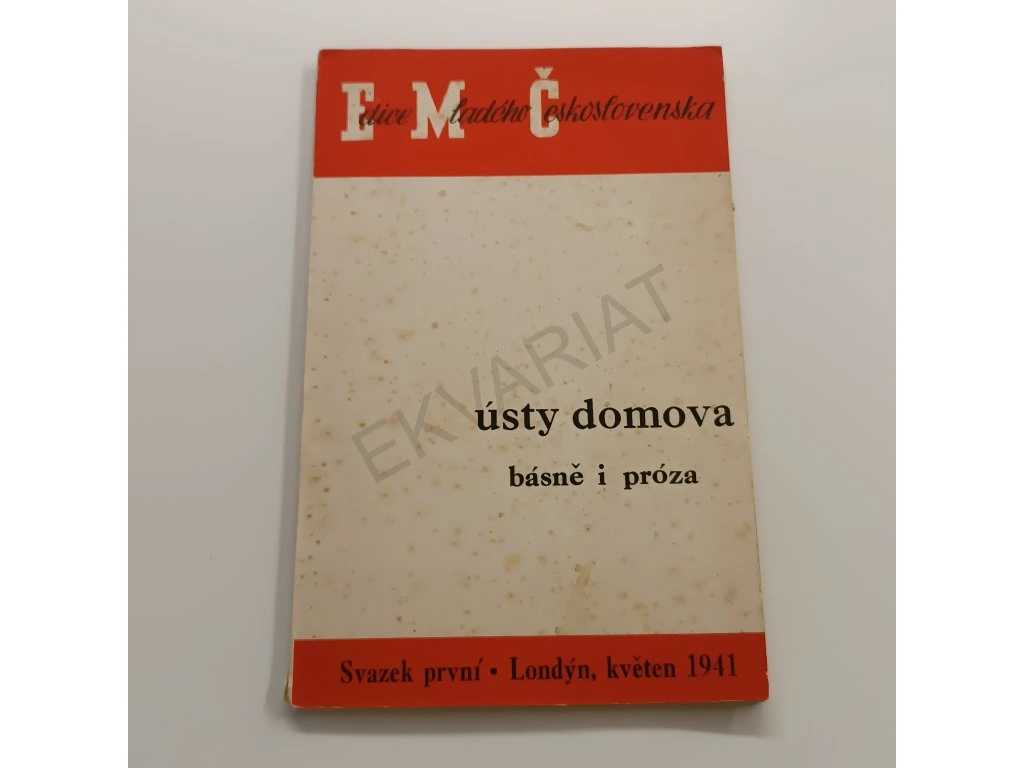 Edice Mladého Československa
EKVARIAT
ústy domova
básně i próza
Svazek první • Londýn, květen 1941